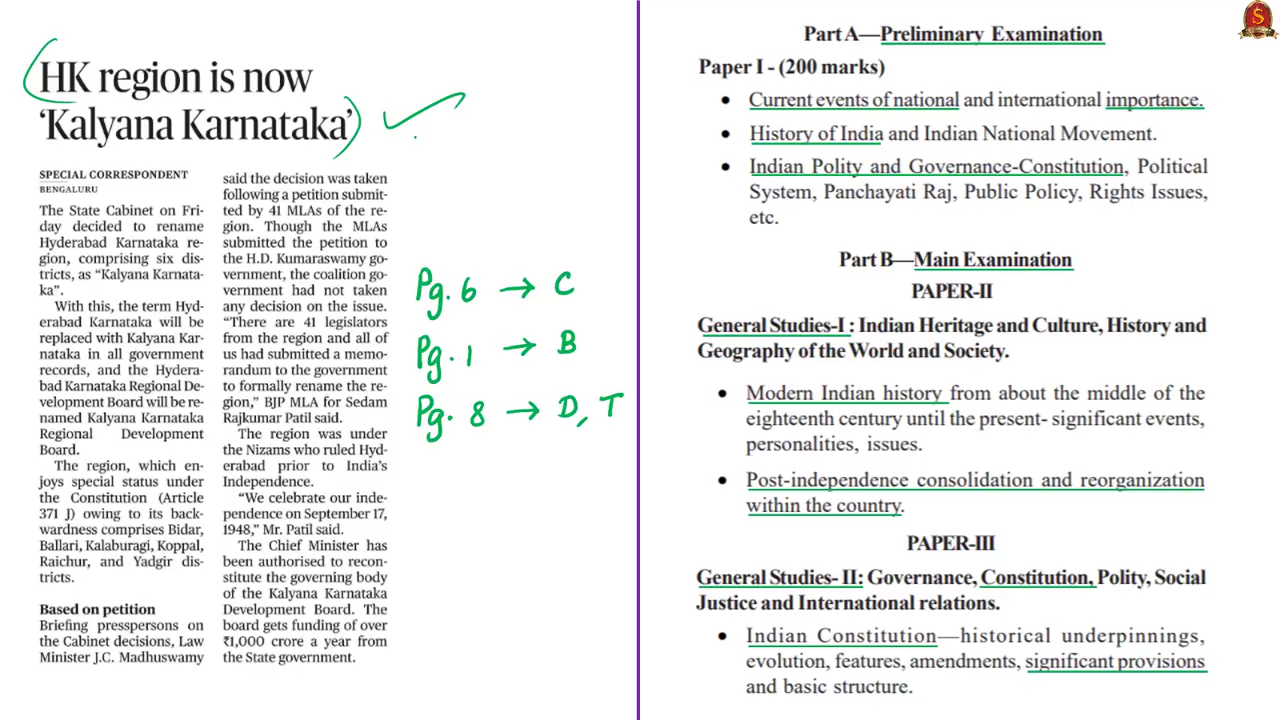 HK region is now
‘Kalyana Karnataka’
SPECIAL CORRESPONDENT
BENGALURU
The State Cabinet on Fri-
day decided to rename
Hyderabad Karnataka re-
gion, comprising six dis-
tricts, as “Kalyana Karnata-
ka”.
With this, the term Hyd-
erabad Karnataka will be
replaced with Kalyana Kar-
nataka in all government
records, and the Hydera-
bad Karnataka Regional De-
velopment Board will be re-
named Kalyana Karnataka
Regional Development
Board.
The region, which en-
joys special status under
the Constitution (Article
371 J) owing to its back-
wardness comprises Bidar,
Ballari, Kalaburagi, Koppal,
Raichur, and Yadgir dis-
tricts.
Based on petition
Briefing presspersons on
the Cabinet decisions, Law
Minister J.C. Madhuswamy
said the decision was taken
following a petition submit-
ted by 41 MLAs of the re-
gion. Though the MLAs
submitted the petition to
the H.D. Kumaraswamy go-
vernment, the coalition go-
vernment had not taken
any decision on the issue.
“There are 41 legislators
from the region and all of
us had submitted a memo-
randum to the government
to formally rename the re-
gion,” BJP MLA for Sedam
Rajkumar Patil said.
The region was under
the Nizams who ruled Hyd-
erabad prior to India’s
Independence.
“We celebrate our inde-
pendence on September 17,
1948,” Mr. Patil said.
The Chief Minister has
been authorised to recon-
stitute the governing body
of the Kalyana Karnataka
Development Board. The
board gets funding of over
₹1,000 crore a year from
the State government.
Pg. 6 → C
Pg. 1 → B
Pg. 8 → D, T
Part A—Preliminary Examination
Paper I - (200 marks)
• Current events of national and international importance.
• History of India and Indian National Movement.
• Indian Polity and Governance-Constitution, Political
System, Panchayati Raj, Public Policy, Rights Issues,
etc.
Part B—Main Examination
PAPER-II
General Studies-I : Indian Heritage and Culture, History and
Geography of the World and Society.
• Modern Indian history from about the middle of the
eighteenth century until the present- significant events,
personalities, issues.
• Post-independence consolidation and reorganization
within the country.
PAPER-III
General Studies- II: Governance, Constitution, Polity, Social
Justice and International relations.
• Indian Constitution—historical underpinnings,
evolution, features, amendments, significant provisions
and basic structure.